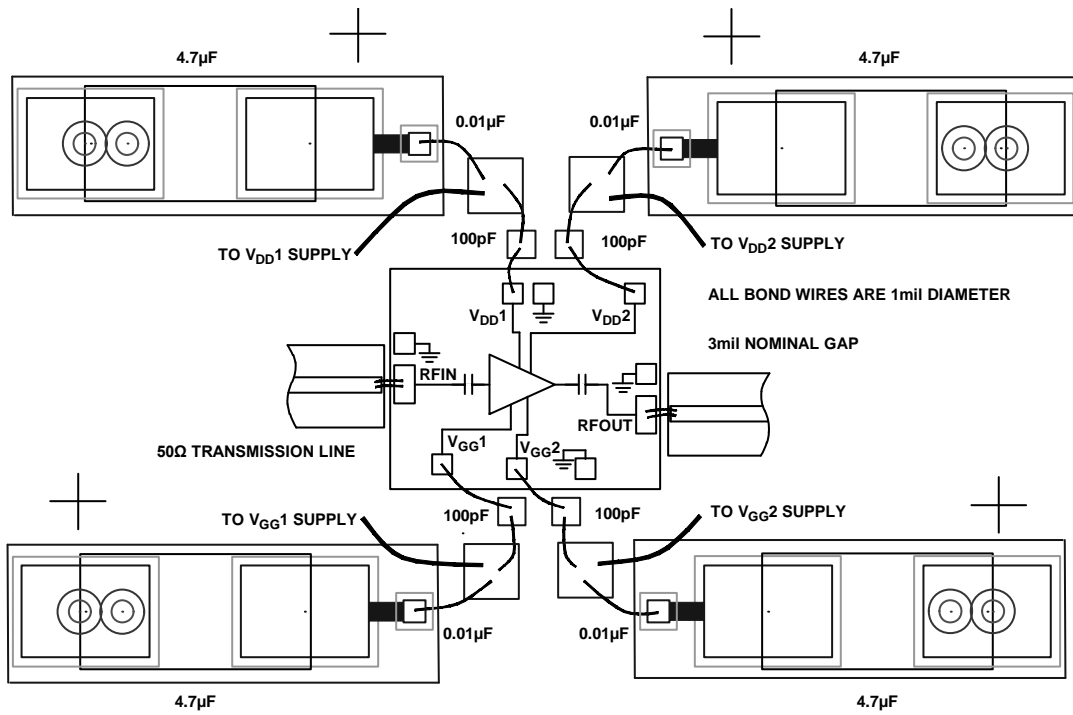 4.7µF
4.7µF
0.01µF
0.01µF
TO VDD1 SUPPLY
100pF
100pF
TO VDD2 SUPPLY
VDD1
VDD2
ALL BOND WIRES ARE 1mil DIAMETER
3mil NOMINAL GAP
RFIN
RFOUT
50Ω TRANSMISSION LINE
VGG1
VGG2
TO VGG1 SUPPLY
100pF
100pF
TO VGG2 SUPPLY
0.01µF
0.01µF
4.7µF
4.7µF